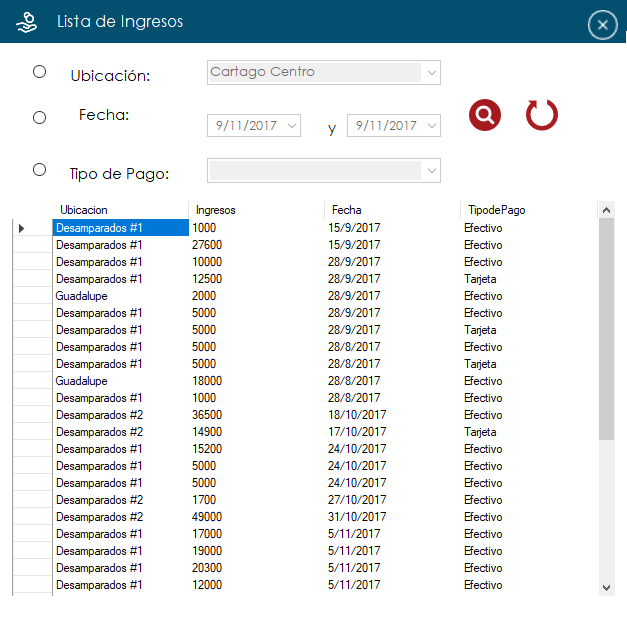 Lista de Ingresos
Ubicación: Cartago Centro
Fecha: 9/11/2017 y 9/11/2017
Tipo de Pago:
Ubicacion Ingresos Fecha TipodePago
Desamparados #1 1000 15/9/2017 Efectivo
Desamparados #1 27600 15/9/2017 Efectivo
Desamparados #1 10000 28/9/2017 Efectivo
Desamparados #1 12500 28/9/2017 Tarjeta
Guadalupe 2000 28/9/2017 Efectivo
Desamparados #1 5000 28/9/2017 Efectivo
Desamparados #1 5000 28/9/2017 Tarjeta
Desamparados #1 5000 28/8/2017 Efectivo
Desamparados #1 5000 28/8/2017 Tarjeta
Guadalupe 18000 28/8/2017 Efectivo
Desamparados #1 1000 28/8/2017 Efectivo
Desamparados #2 36500 18/10/2017 Efectivo
Desamparados #2 14900 17/10/2017 Tarjeta
Desamparados #1 15200 24/10/2017 Efectivo
Desamparados #1 5000 24/10/2017 Efectivo
Desamparados #1 5000 24/10/2017 Efectivo
Desamparados #2 1700 27/10/2017 Efectivo
Desamparados #2 49000 31/10/2017 Efectivo
Desamparados #1 17000 5/11/2017 Efectivo
Desamparados #1 19000 5/11/2017 Efectivo
Desamparados #1 20300 5/11/2017 Efectivo
Desamparados #1 12000 5/11/2017 Efectivo